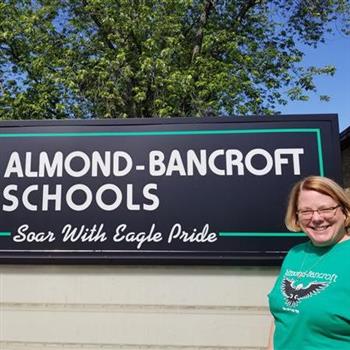 ALMOND-BANCROFT
SCHOOLS
Soar With Eagle Pride
Almond-Bancroft